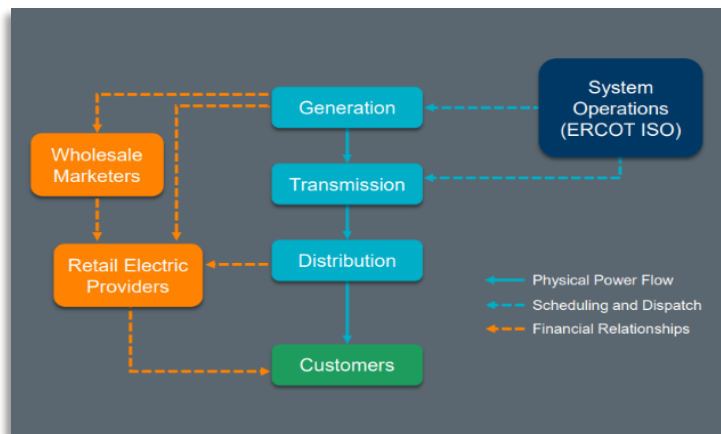 Generation
System
Operations
(ERCOT ISO)
Wholesale
Marketers
Transmission
Retail Electric
Providers
Distribution
Physical Power Flow
Scheduling and Dispatch
Financial Relationships
Customers